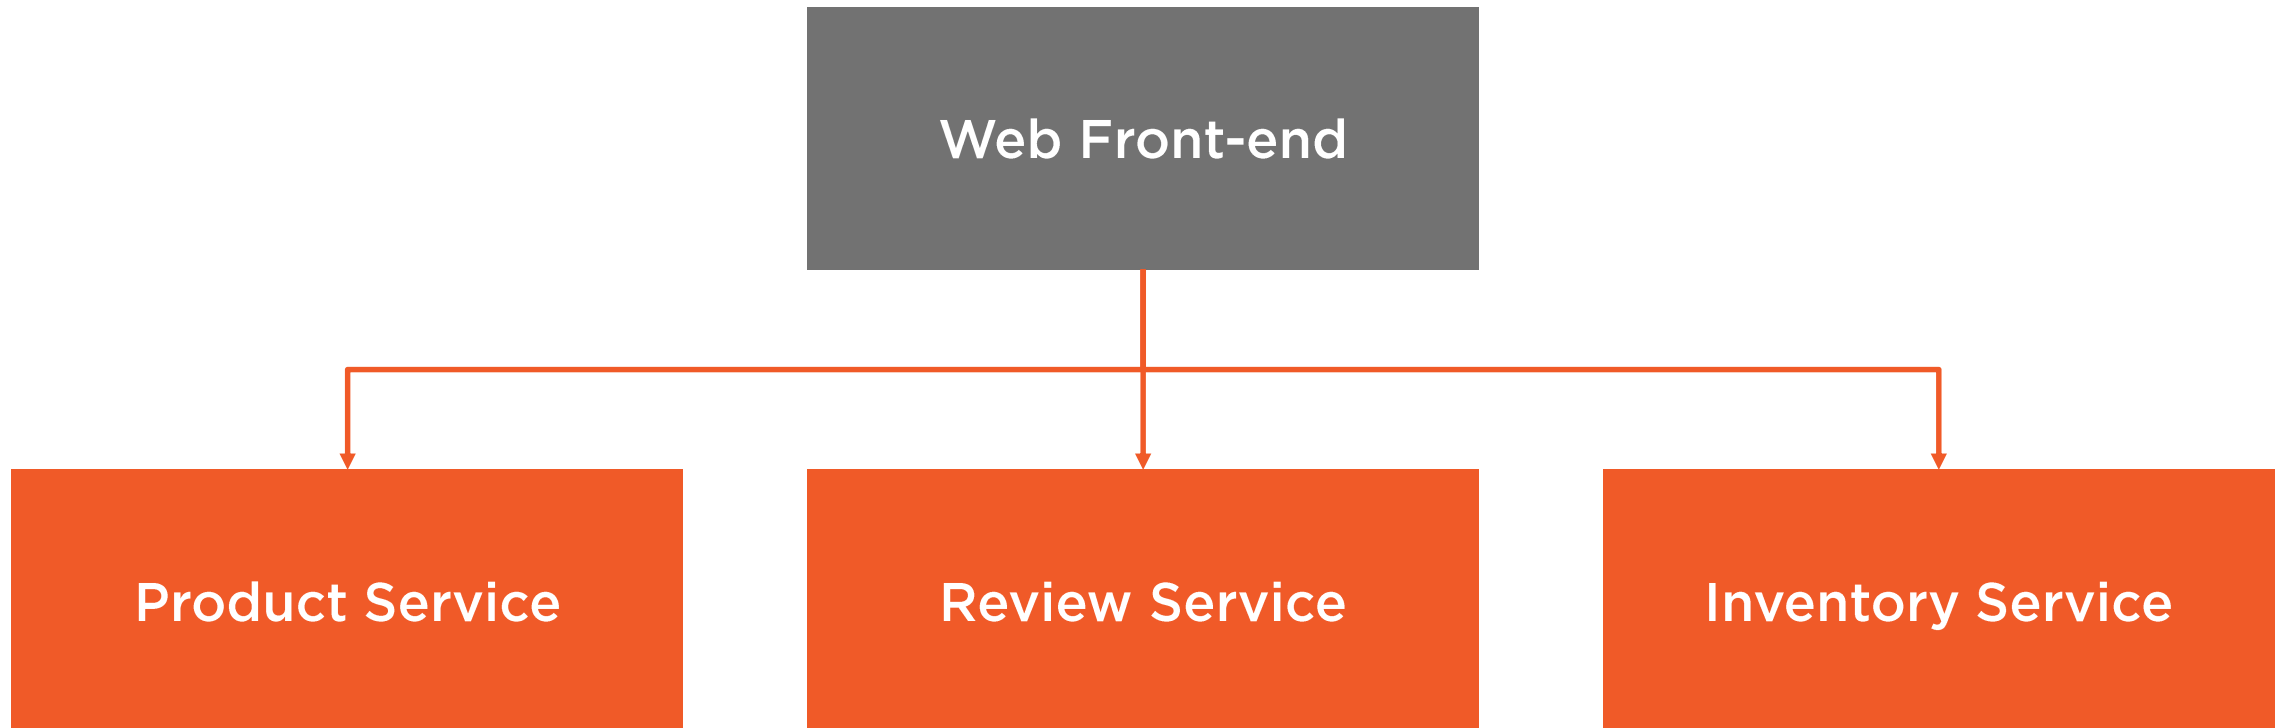 Web Front-end
Product Service
Review Service
Inventory Service